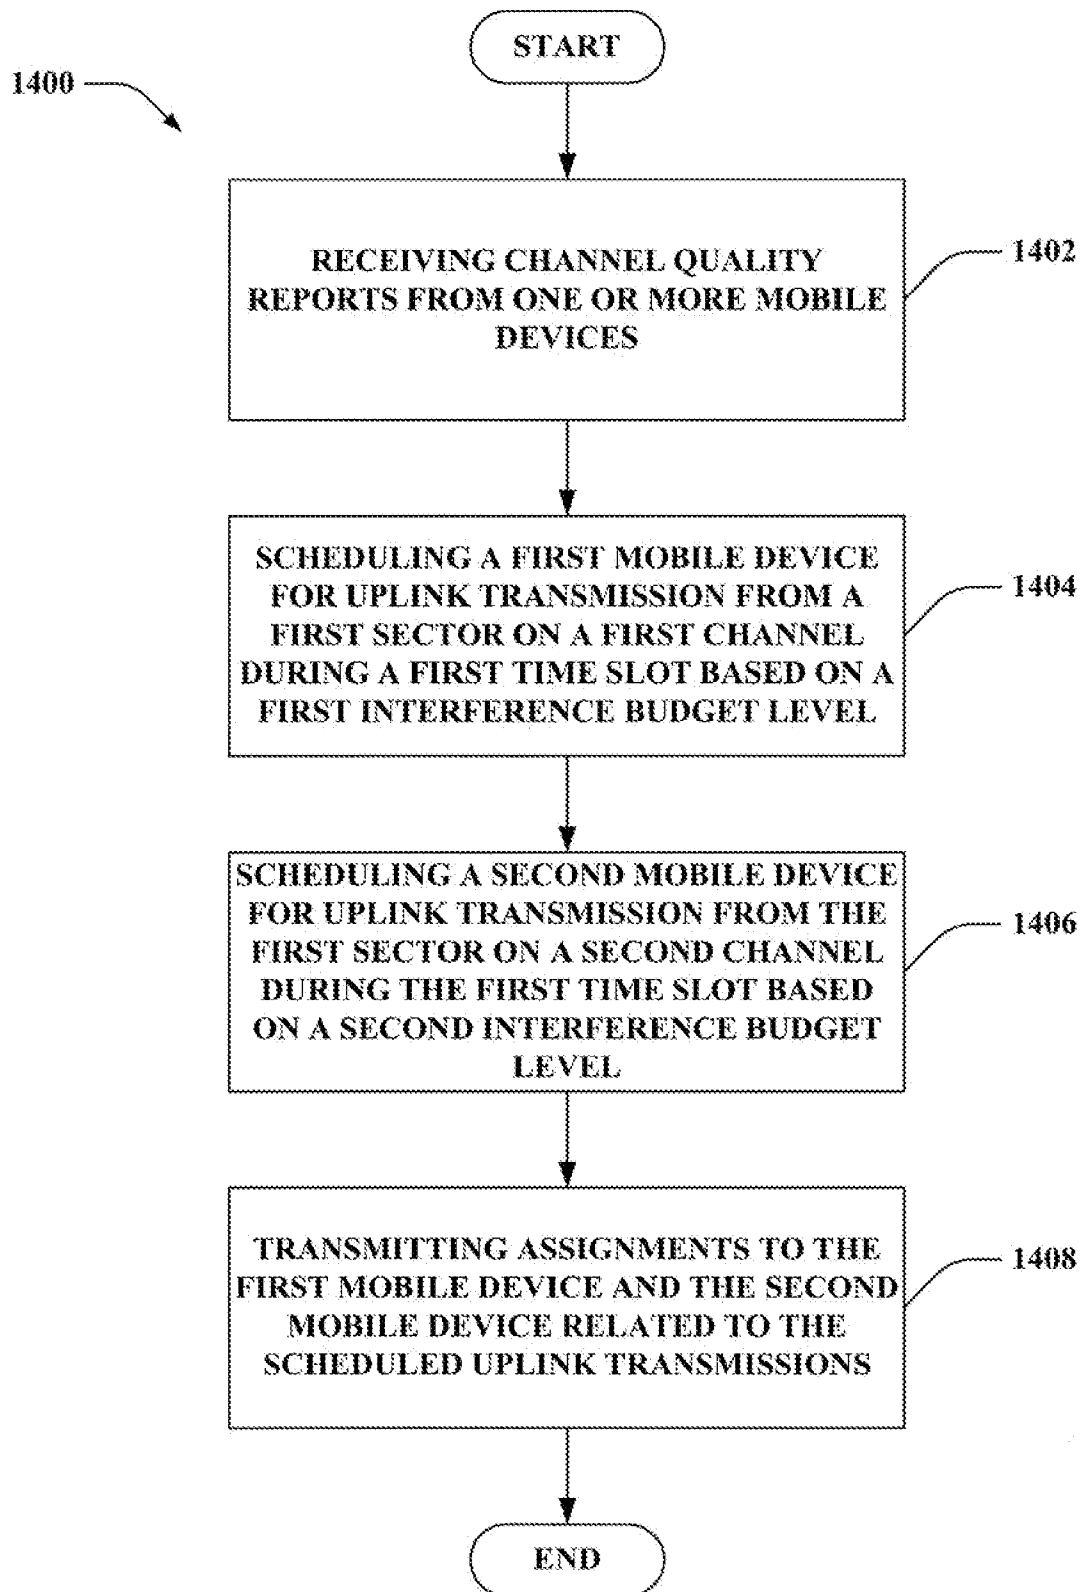 START
1400
RECEIVING CHANNEL QUALITY
REPORTS FROM ONE OR MORE MOBILE
DEVICES
1402
SCHEDULING A FIRST MOBILE DEVICE
FOR UPLINK TRANSMISSION FROM A
FIRST SECTOR ON A FIRST CHANNEL
DURING A FIRST TIME SLOT BASED ON A
FIRST INTERFERENCE BUDGET LEVEL
1404
SCHEDULING A SECOND MOBILE DEVICE
FOR UPLINK TRANSMISSION FROM THE
FIRST SECTOR ON A SECOND CHANNEL
DURING THE FIRST TIME SLOT BASED
ON A SECOND INTERFERENCE BUDGET
LEVEL
1406
TRANSMITTING ASSIGNMENTS TO THE
FIRST MOBILE DEVICE AND THE SECOND
MOBILE DEVICE RELATED TO THE
SCHEDULED UPLINK TRANSMISSIONS
1408
END